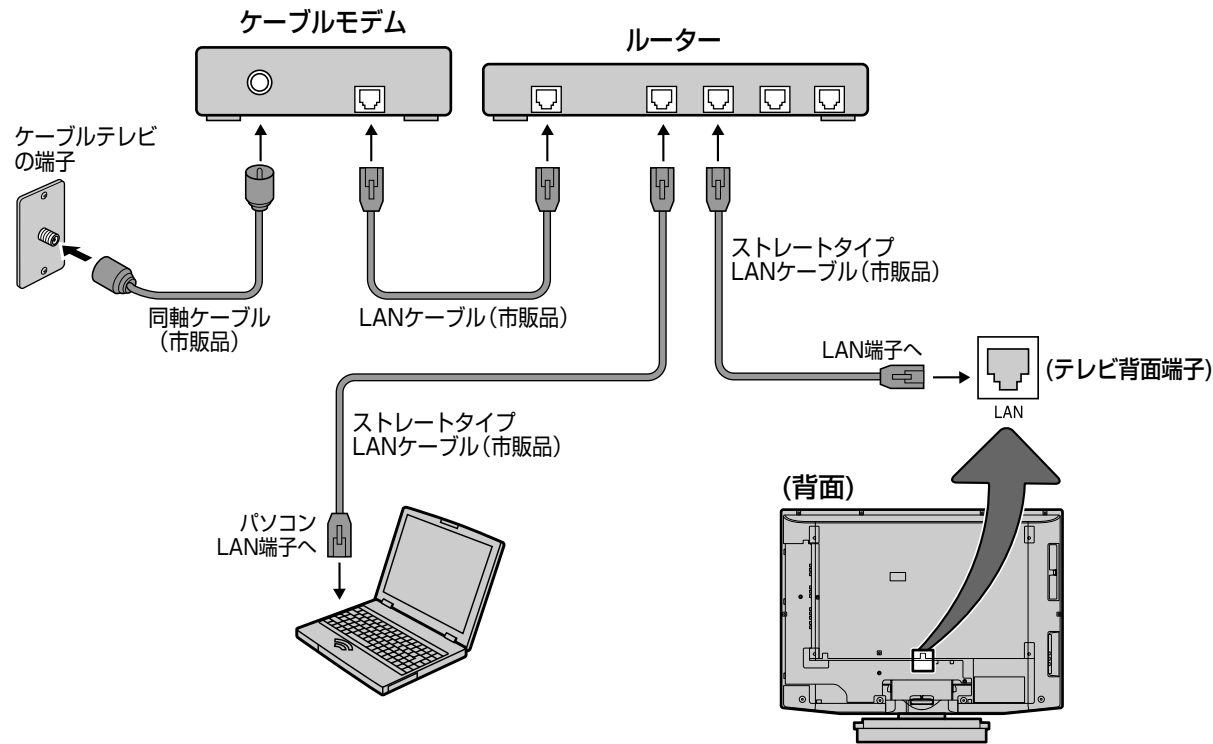 ケーブルモデム
ルーター
ケーブルテレビ
の端子
同軸ケーブル
（市販品）
LANケーブル（市販品）
ストレートタイプ
LANケーブル（市販品）
LAN端子へ
(テレビ背面端子)
LAN
ストレートタイプ
LANケーブル（市販品）
パソコン
LAN端子へ
(背面)